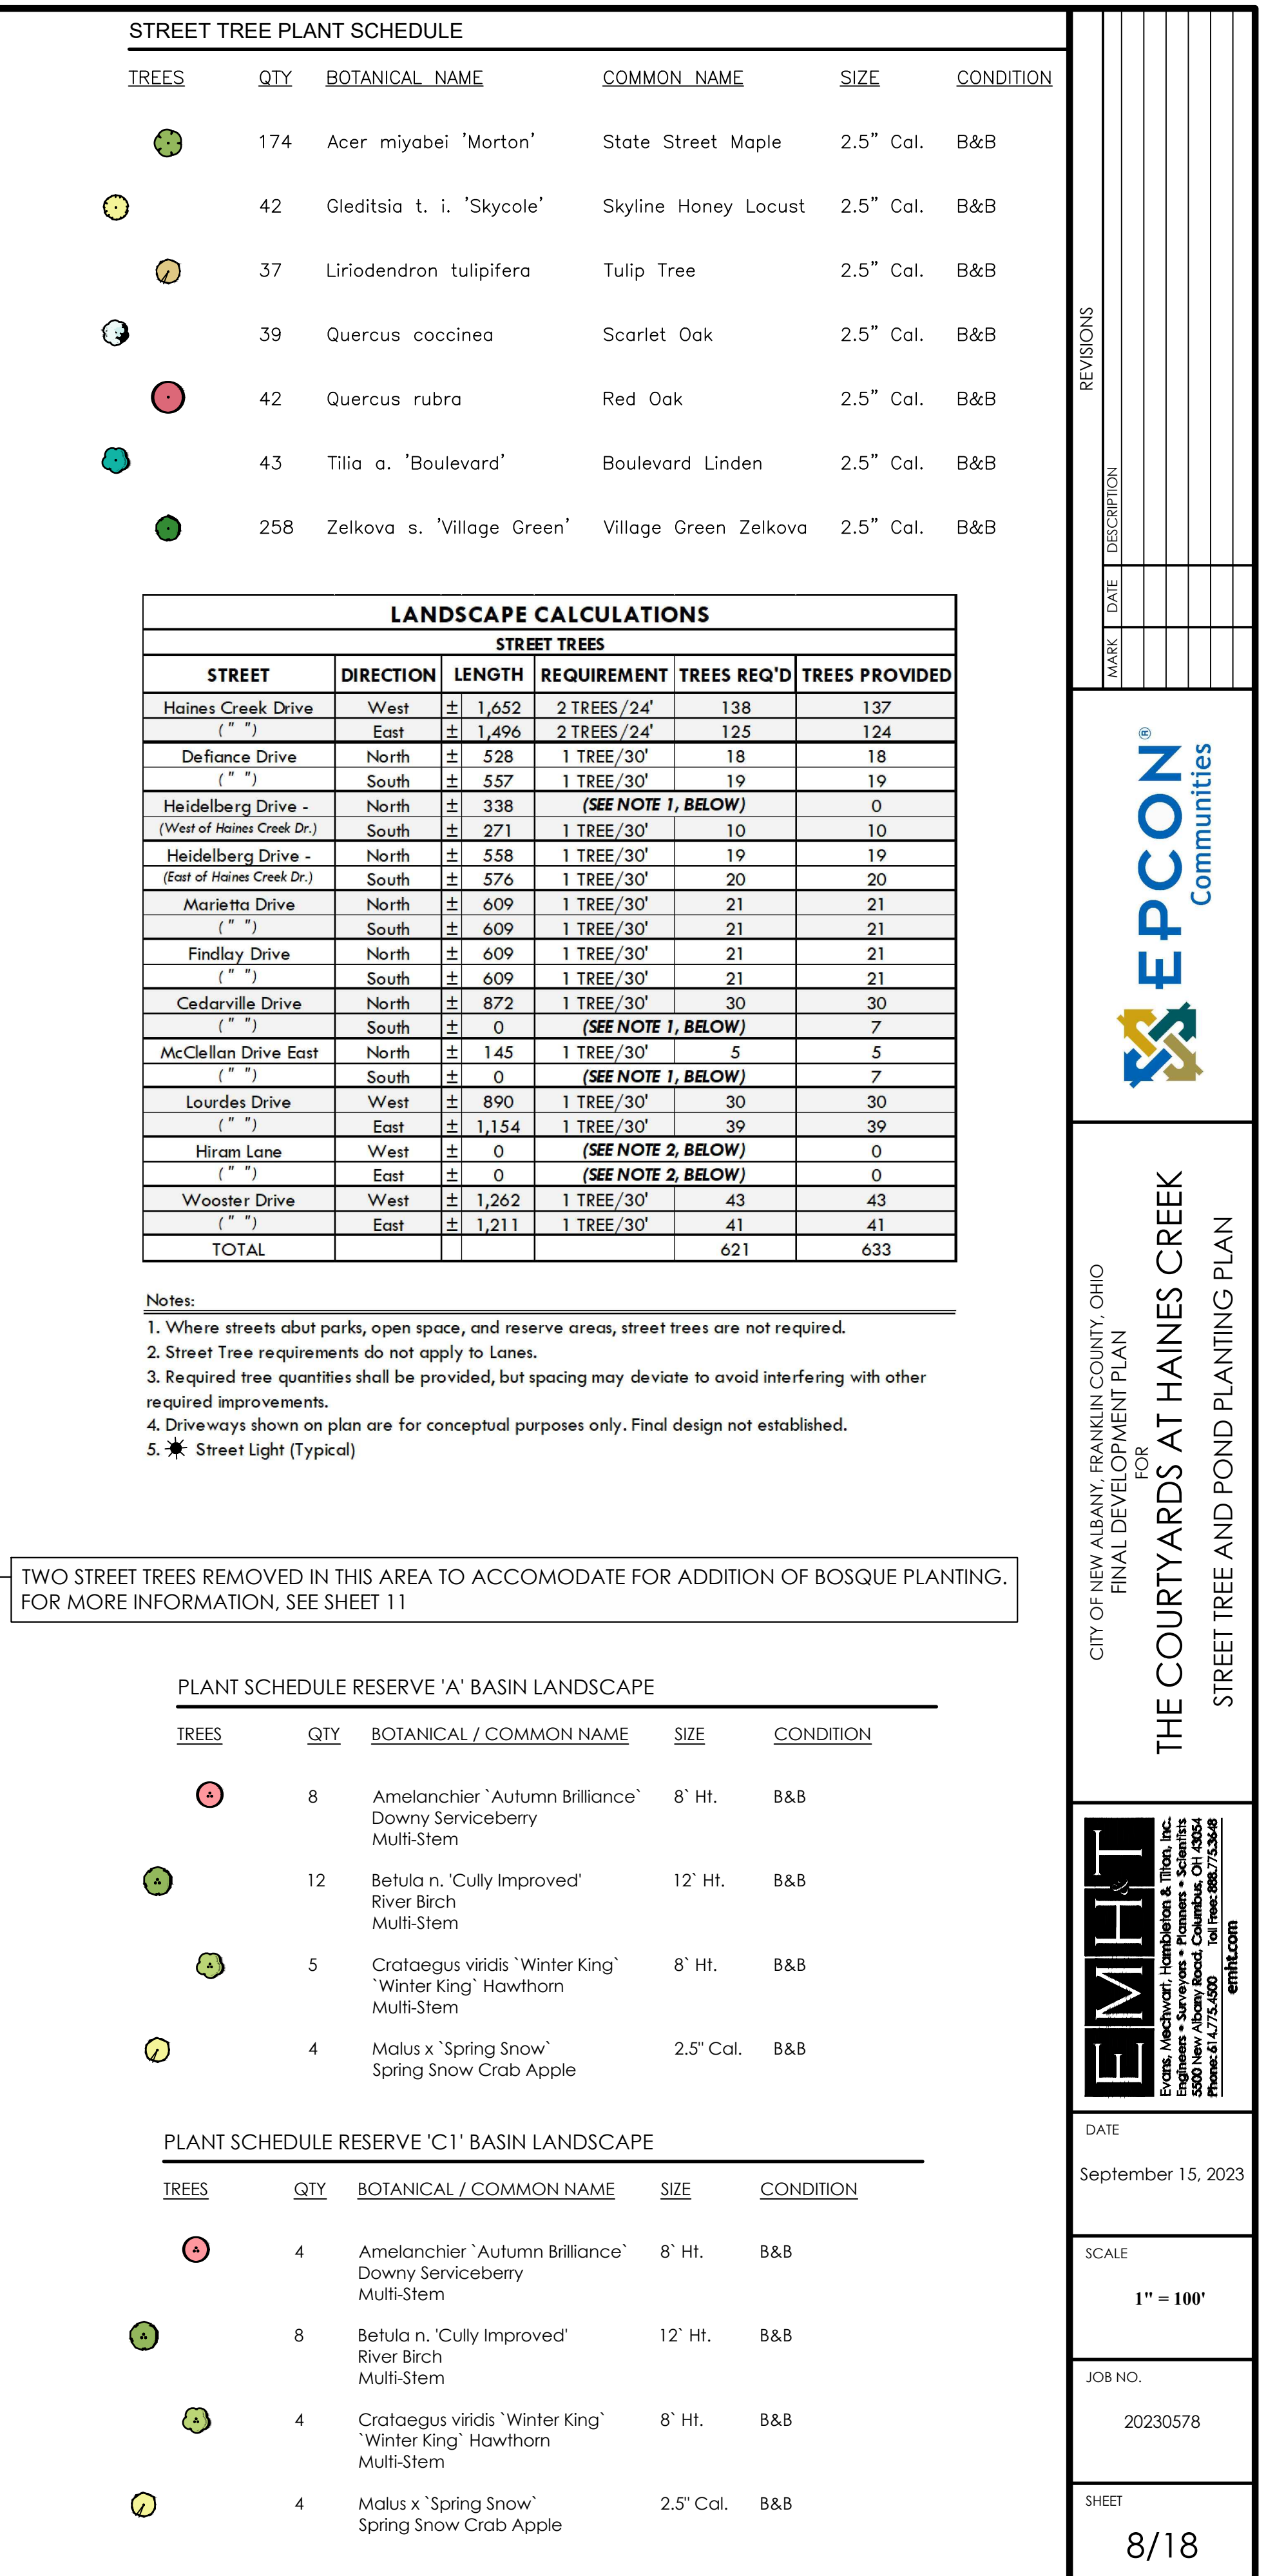 STREET TREE PLANT SCHEDULE
TREES QTY BOTANICAL NAME COMMON NAME SIZE CONDITION
174 Acer miyabei 'Morton' State Street Maple 2.5" Cal. B&B
42 Gleditsia t. i. 'Skycole' Skyline Honey Locust 2.5" Cal. B&B
37 Liriodendron tulipifera Tulip Tree 2.5" Cal. B&B
39 Quercus coccinea Scarlet Oak 2.5" Cal. B&B
42 Quercus rubra Red Oak 2.5" Cal. B&B
43 Tilia a. 'Boulevard' Boulevard Linden 2.5" Cal. B&B
258 Zelkova s. 'Village Green' Village Green Zelkova 2.5" Cal. B&B
LANDSCAPE CALCULATIONS
STREET TREES
STREET DIRECTION LENGTH REQUIREMENT TREES REQ'D TREES PROVIDED
Haines Creek Drive West ± 1,652 2 TREES/24' 138 137
( " ") East ± 1,496 2 TREES/24' 125 124
Defiance Drive North ± 528 1 TREE/30' 18 18
( " ") South ± 557 1 TREE/30' 19 19
Heidelberg Drive - North ± 338 (SEE NOTE 1, BELOW) 0
(West of Haines Creek Dr.) South ± 271 1 TREE/30' 10 10
Heidelberg Drive - North ± 558 1 TREE/30' 19 19
(East of Haines Creek Dr.) South ± 576 1 TREE/30' 20 20
Marietta Drive North ± 609 1 TREE/30' 21 21
( " ") South ± 609 1 TREE/30' 21 21
Findlay Drive North ± 609 1 TREE/30' 21 21
( " ") South ± 609 1 TREE/30' 21 21
Cedarville Drive North ± 872 1 TREE/30' 30 30
( " ") South ± 0 (SEE NOTE 1, BELOW) 7
McClellan Drive East North ± 145 1 TREE/30' 5 5
( " ") South ± 0 (SEE NOTE 1, BELOW) 7
Lourdes Drive West ± 890 1 TREE/30' 30 30
( " ") East ± 1,154 1 TREE/30' 39 39
Hiram Lane West ± 0 (SEE NOTE 2, BELOW) 0
( " ") East ± 0 (SEE NOTE 2, BELOW) 0
Wooster Drive West ± 1,262 1 TREE/30' 43 43
( " ") East ± 1,211 1 TREE/30' 41 41
TOTAL 621 633
Notes:
1. Where streets abut parks, open space, and reserve areas, street trees are not required.
2. Street Tree requirements do not apply to Lanes.
3. Required tree quantities shall be provided, but spacing may deviate to avoid interfering with other
required improvements.
4. Driveways shown on plan are for conceptual purposes only. Final design not established.
5. Street Light (Typical)
TWO STREET TREES REMOVED IN THIS AREA TO ACCOMODATE FOR ADDITION OF BOSQUE PLANTING.
FOR MORE INFORMATION, SEE SHEET 11
PLANT SCHEDULE RESERVE 'A' BASIN LANDSCAPE
TREES QTY BOTANICAL / COMMON NAME SIZE CONDITION
8 Amelanchier `Autumn Brilliance` 8` Ht. B&B
Downy Serviceberry
Multi-Stem
12 Betula n. 'Cully Improved' 12` Ht. B&B
River Birch
Multi-Stem
5 Crataegus viridis `Winter King` 8` Ht. B&B
`Winter King` Hawthorn
Multi-Stem
4 Malus x `Spring Snow` 2.5" Cal. B&B
Spring Snow Crab Apple
PLANT SCHEDULE RESERVE 'C1' BASIN LANDSCAPE
TREES QTY BOTANICAL / COMMON NAME SIZE CONDITION
4 Amelanchier `Autumn Brilliance` 8` Ht. B&B
Downy Serviceberry
Multi-Stem
8 Betula n. 'Cully Improved' 12` Ht. B&B
River Birch
Multi-Stem
4 Crataegus viridis `Winter King` 8` Ht. B&B
`Winter King` Hawthorn
Multi-Stem
4 Malus x `Spring Snow` 2.5" Cal. B&B
Spring Snow Crab Apple
REVISIONS
MARK DATE DESCRIPTION
EPCON®
Communities
CITY OF NEW ALBANY, FRANKLIN COUNTY, OHIO
FINAL DEVELOPMENT PLAN
FOR
THE COURTYARDS AT HAINES CREEK
STREET TREE AND POND PLANTING PLAN
EMH&T
Evans, Mechwart, Hambleton & Tilton, Inc.
Engineers • Surveyors • Planners • Scientists
5500 New Albany Road, Columbus, OH 43054
Phone: 614.775.4500 Toll Free: 888.775.3648
emht.com
DATE
September 15, 2023
SCALE
1" = 100'
JOB NO.
20230578
SHEET
8/18